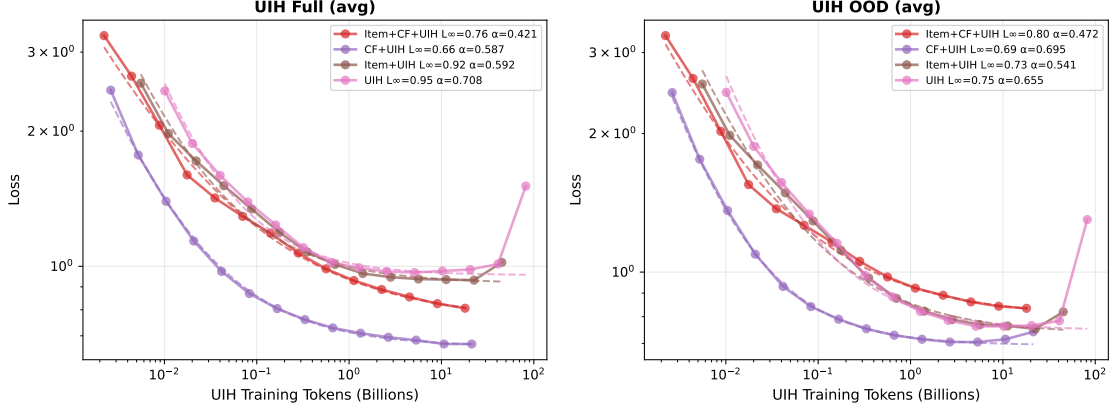 UIH Full (avg)
Loss
3 × 10⁰
2 × 10⁰
10⁰
Item+CF+UIH L∞=0.76 α=0.421
CF+UIH L∞=0.66 α=0.587
Item+UIH L∞=0.92 α=0.592
UIH L∞=0.95 α=0.708
10⁻² 10⁻¹ 10⁰ 10¹ 10²
UIH Training Tokens (Billions)
UIH OOD (avg)
Loss
3 × 10⁰
2 × 10⁰
10⁰
Item+CF+UIH L∞=0.80 α=0.472
CF+UIH L∞=0.69 α=0.695
Item+UIH L∞=0.73 α=0.541
UIH L∞=0.75 α=0.655
10⁻² 10⁻¹ 10⁰ 10¹ 10²
UIH Training Tokens (Billions)